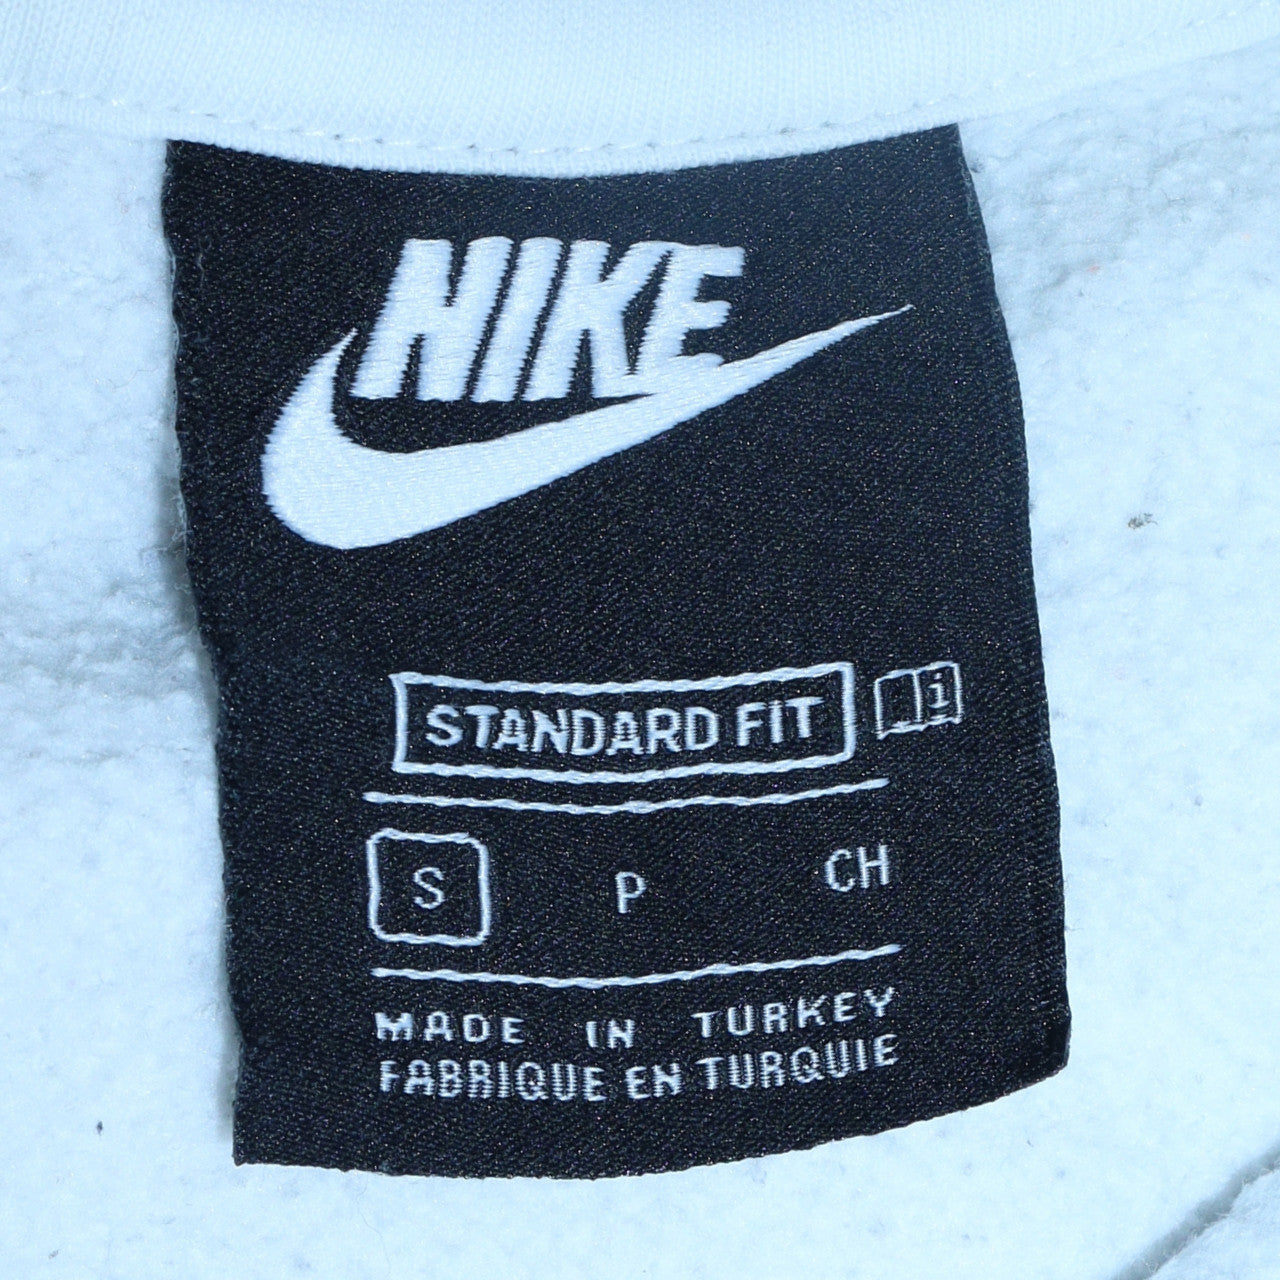 NIKE
STANDARD FIT i
S P CH
MADE IN TURKEY
FABRIQUE EN TURQUIE